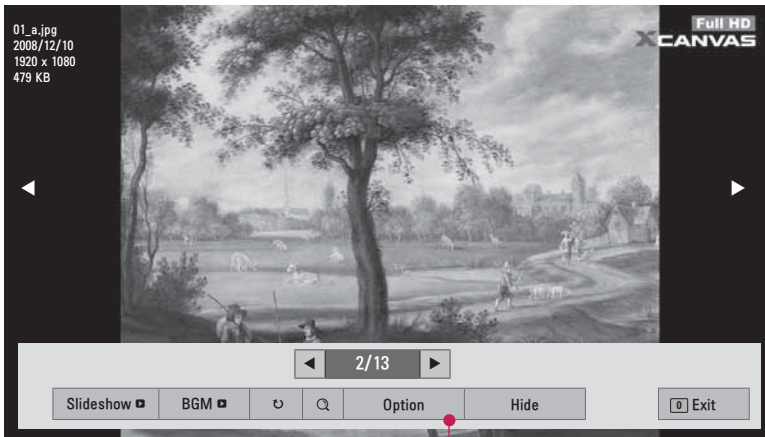 01_a.jpg
2008/12/10
1920 x 1080
479 KB
Full HD
XCANVAS
2/13
Slideshow
BGM
Option
Hide
0 Exit